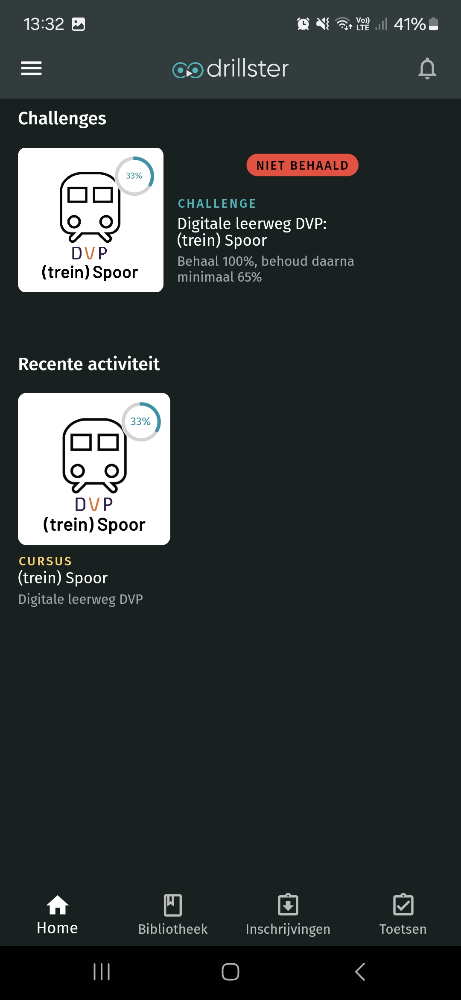 13:32
Vo)) LTE 41%
drillster
Challenges
33%
DVP
(trein) Spoor
NIET BEHAALD
CHALLENGE
Digitale leerweg DVP:
(trein) Spoor
Behaal 100%, behoud daarna
minimaal 65%
Recente activiteit
33%
DVP
(trein) Spoor
CURSUS
(trein) Spoor
Digitale leerweg DVP
Home
Bibliotheek
Inschrijvingen
Toetsen